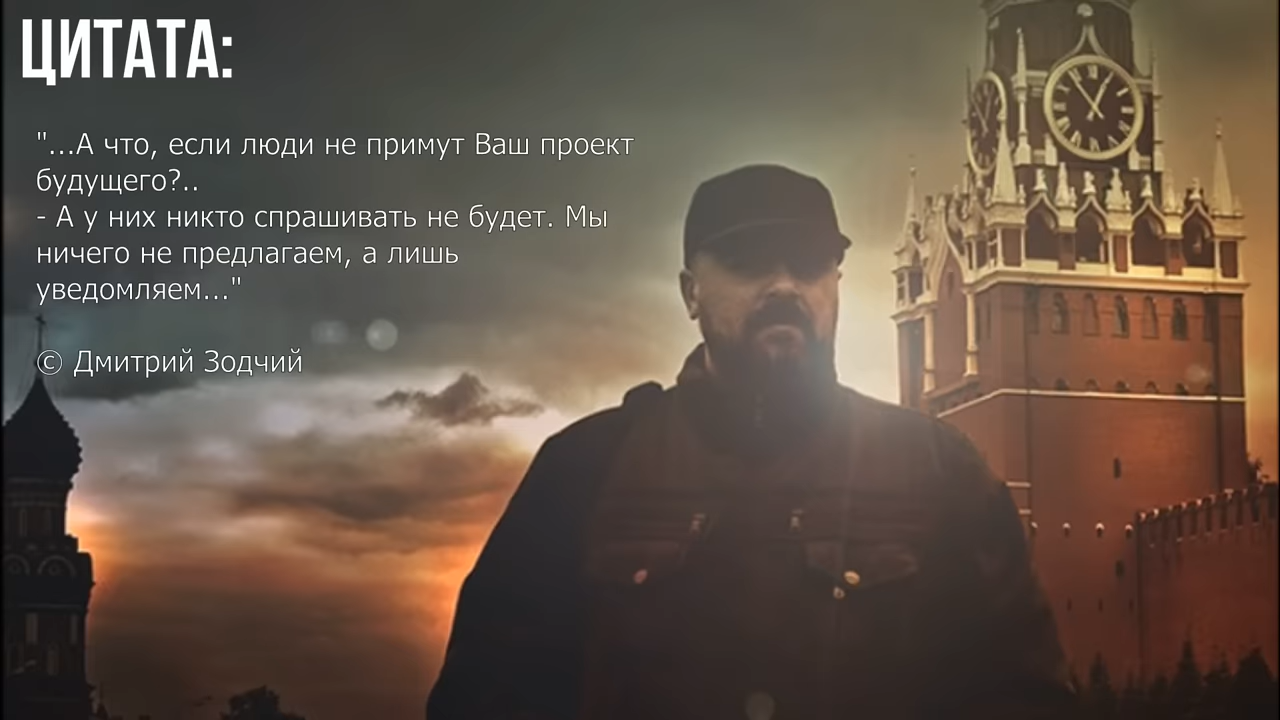 ЦИТАТА:
"...А что, если люди не примут Ваш проект
будущего?..
- А у них никто спрашивать не будет. Мы
ничего не предлагаем, а лишь
уведомляем..."
© Дмитрий Зодчий